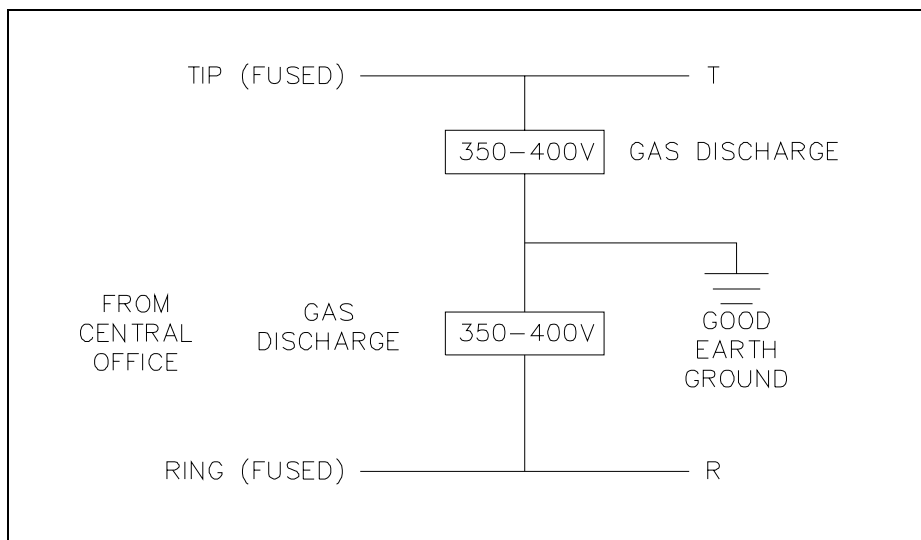 TIP (FUSED)
T
350-400V
GAS DISCHARGE
FROM
CENTRAL
OFFICE
GAS
DISCHARGE
350-400V
GOOD
EARTH
GROUND
RING (FUSED)
R